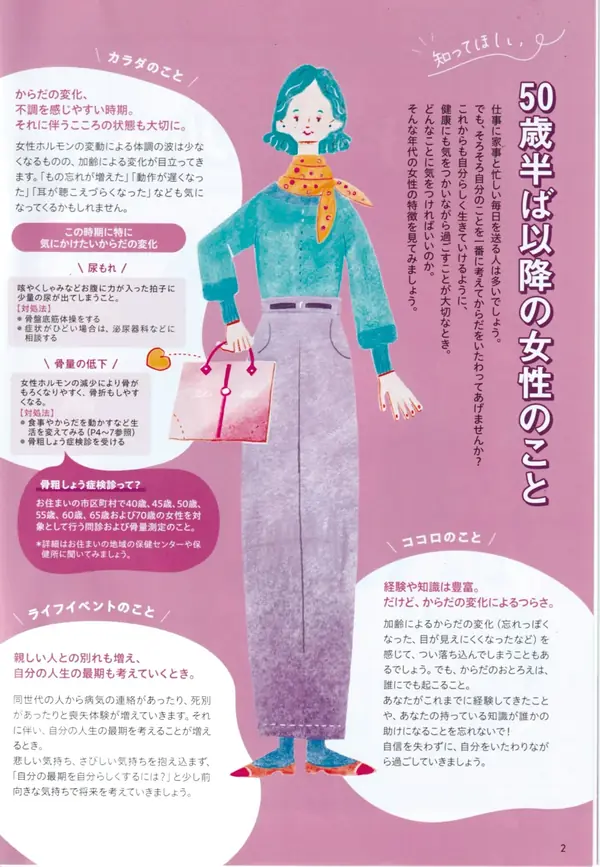 知ってほしい
50歳半ば以降の女性のこと
仕事に家事と忙しい毎日を送る人は多いでしょう。
でも、そろそろ自分のことを一番に考えてからだをいたわってあげませんか？
これからも自分らしく生きていけるように、
健康にも気をつかいながら過ごすことが大切なとき。
どんなことに気をつければいいのか。
そんな年代の女性の特徴を見てみましょう。
カラダのこと
からだの変化、
不調を感じやすい時期。
それに伴うこころの状態も大切に。
女性ホルモンの変動による体調の波は少な
くなるものの、加齢による変化が目立ってき
ます。「もの忘れが増えた」「動作が遅くなっ
た」「耳が聴こえづらくなった」なども気に
なってくるかもしれません。
この時期に特に
気にかけたいからだの変化
尿もれ
咳やくしゃみなどお腹に力が入った拍子に
少量の尿が出てしまうこと。
【対処法】
＊骨盤底筋体操をする
＊症状がひどい場合は、泌尿器科などに
相談する
骨量の低下
女性ホルモンの減少により骨が
もろくなりやすく、骨折もしやす
くなる。
【対処法】
＊食事やからだを動かすなど生
活を変えてみる（P4〜7参照）
＊骨粗しょう症検診を受ける
骨粗しょう症検診って？
お住まいの市区町村で40歳、45歳、50歳、
55歳、60歳、65歳および70歳の女性を対
象として行う問診および骨量測定のこと。
＊詳細はお住まいの地域の保健センターや保
健所に聞いてみましょう。
ライフイベントのこと
親しい人との別れも増え、
自分の人生の最期も考えていくとき。
同世代の人から病気の連絡があったり、死別
があったりと喪失体験が増えていきます。それ
に伴い、自分の人生の最期を考えることが増え
るとき。
悲しい気持ち、さびしい気持ちを抱え込まず、
「自分の最期を自分らしくするには？」と少し前
向きな気持ちで将来を考えていきましょう。
ココロのこと
経験や知識は豊富。
だけど、からだの変化によるつらさ。
加齢によるからだの変化（忘れっぽく
なった、目が見えにくくなったなど）を
感じて、つい落ち込んでしまうこともあ
るでしょう。でも、からだのおとろえは、
誰にでも起こること。
あなたがこれまでに経験してきたこと
や、あなたの持っている知識が誰かの
助けになることを忘れないで！
自信を失わずに、自分をいたわりなが
ら過ごしていきましょう。
2